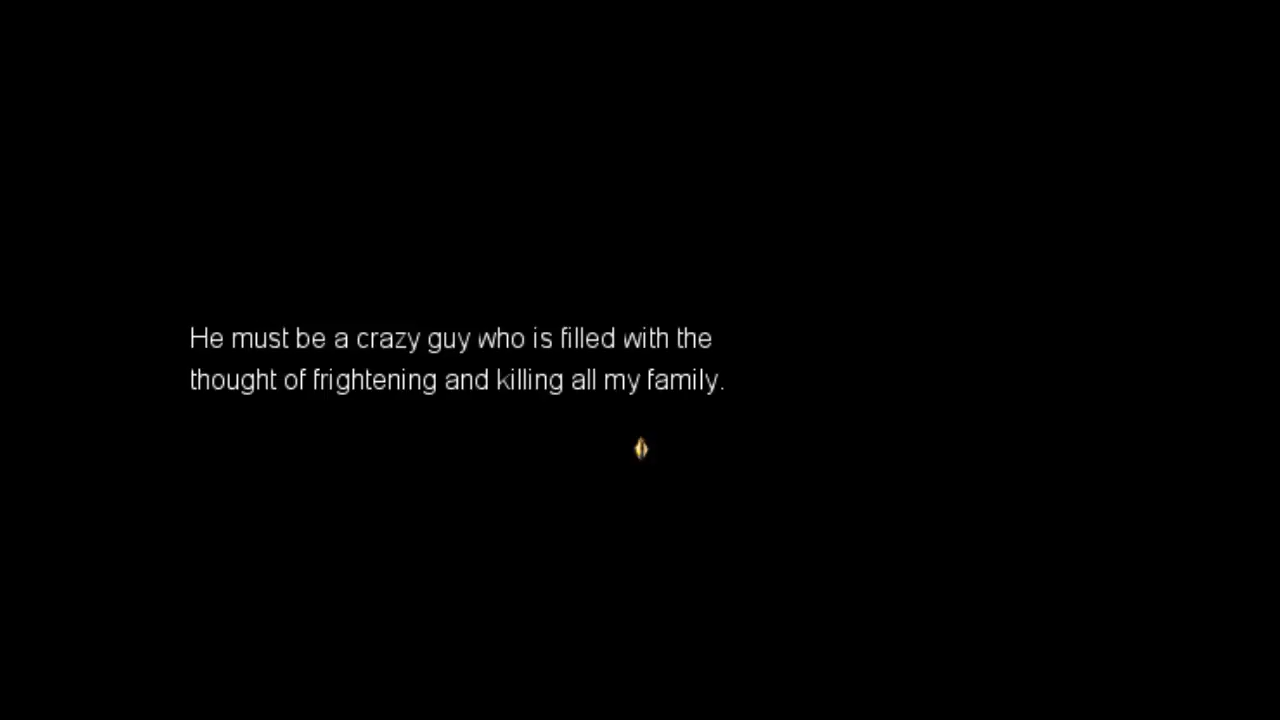 He must be a crazy guy who is filled with the
thought of frightening and killing all my family.